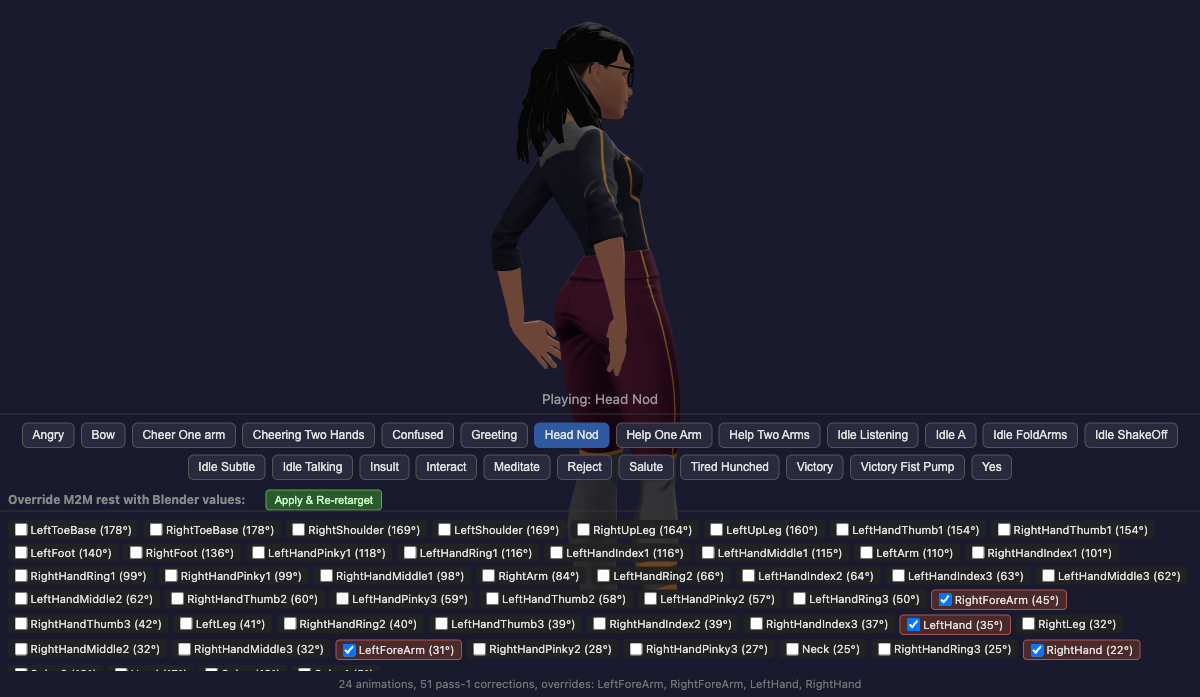 Playing: Head Nod
Angry Bow Cheer One arm Cheering Two Hands Confused Greeting Head Nod Help One Arm Help Two Arms Idle Listening Idle A Idle FoldArms Idle ShakeOff
Idle Subtle Idle Talking Insult Interact Meditate Reject Salute Tired Hunched Victory Victory Fist Pump Yes
Override M2M rest with Blender values: Apply & Re-retarget
LeftToeBase (178°) RightToeBase (178°) RightShoulder (169°) LeftShoulder (169°) RightUpLeg (164°) LeftUpLeg (160°) LeftHandThumb1 (154°) RightHandThumb1 (154°)
LeftFoot (140°) RightFoot (136°) LeftHandPinky1 (118°) LeftHandRing1 (116°) LeftHandIndex1 (116°) LeftHandMiddle1 (115°) LeftArm (110°) RightHandIndex1 (101°)
RightHandRing1 (99°) RightHandPinky1 (99°) RightHandMiddle1 (98°) RightArm (84°) LeftHandRing2 (66°) LeftHandIndex2 (64°) LeftHandIndex3 (63°) LeftHandMiddle3 (62°)
LeftHandMiddle2 (62°) RightHandThumb2 (60°) LeftHandPinky3 (59°) LeftHandThumb2 (58°) LeftHandPinky2 (57°) LeftHandRing3 (50°) RightForeArm (45°)
RightHandThumb3 (42°) LeftLeg (41°) RightHandRing2 (40°) LeftHandThumb3 (39°) RightHandIndex2 (39°) RightHandIndex3 (37°) LeftHand (35°) RightLeg (32°)
RightHandMiddle2 (32°) RightHandMiddle3 (32°) LeftForeArm (31°) RightHandPinky2 (28°) RightHandPinky3 (27°) Neck (25°) RightHandRing3 (25°) RightHand (22°)
24 animations, 51 pass-1 corrections, overrides: LeftForeArm, RightForeArm, LeftHand, RightHand